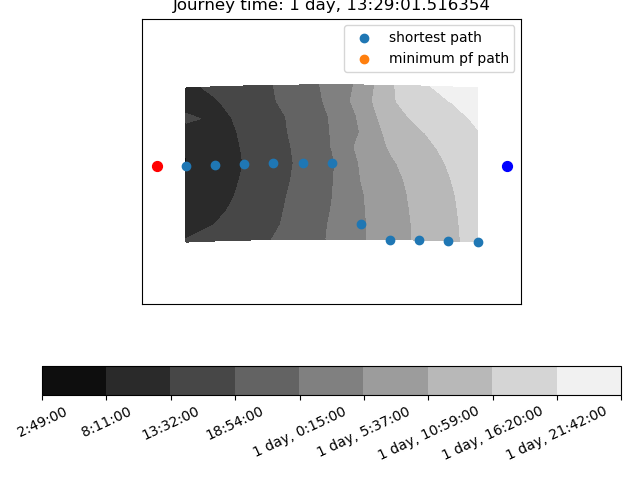 Journey time: 1 day, 13:29:01.516354
shortest path
minimum pf path
2:49:00
8:11:00
13:32:00
18:54:00
1 day, 0:15:00
1 day, 5:37:00
1 day, 10:59:00
1 day, 16:20:00
1 day, 21:42:00